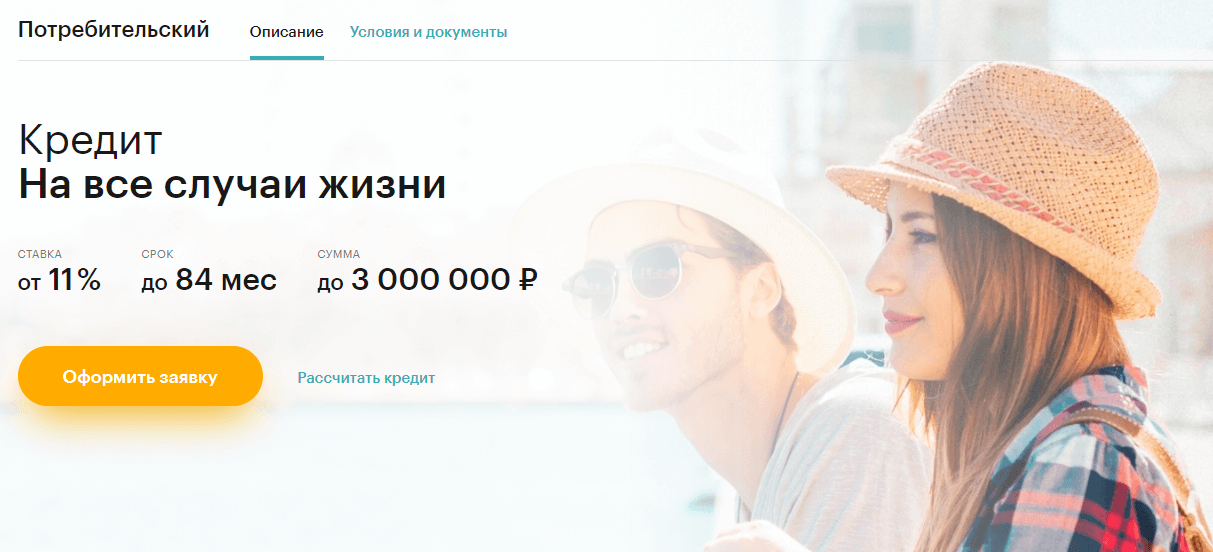 Потребительский
Описание
Условия и документы
Кредит
На все случаи жизни
СТАВКА
от 11 %
СРОК
до 84 мес
СУММА
до 3 000 000 ₽
Оформить заявку
Рассчитать кредит